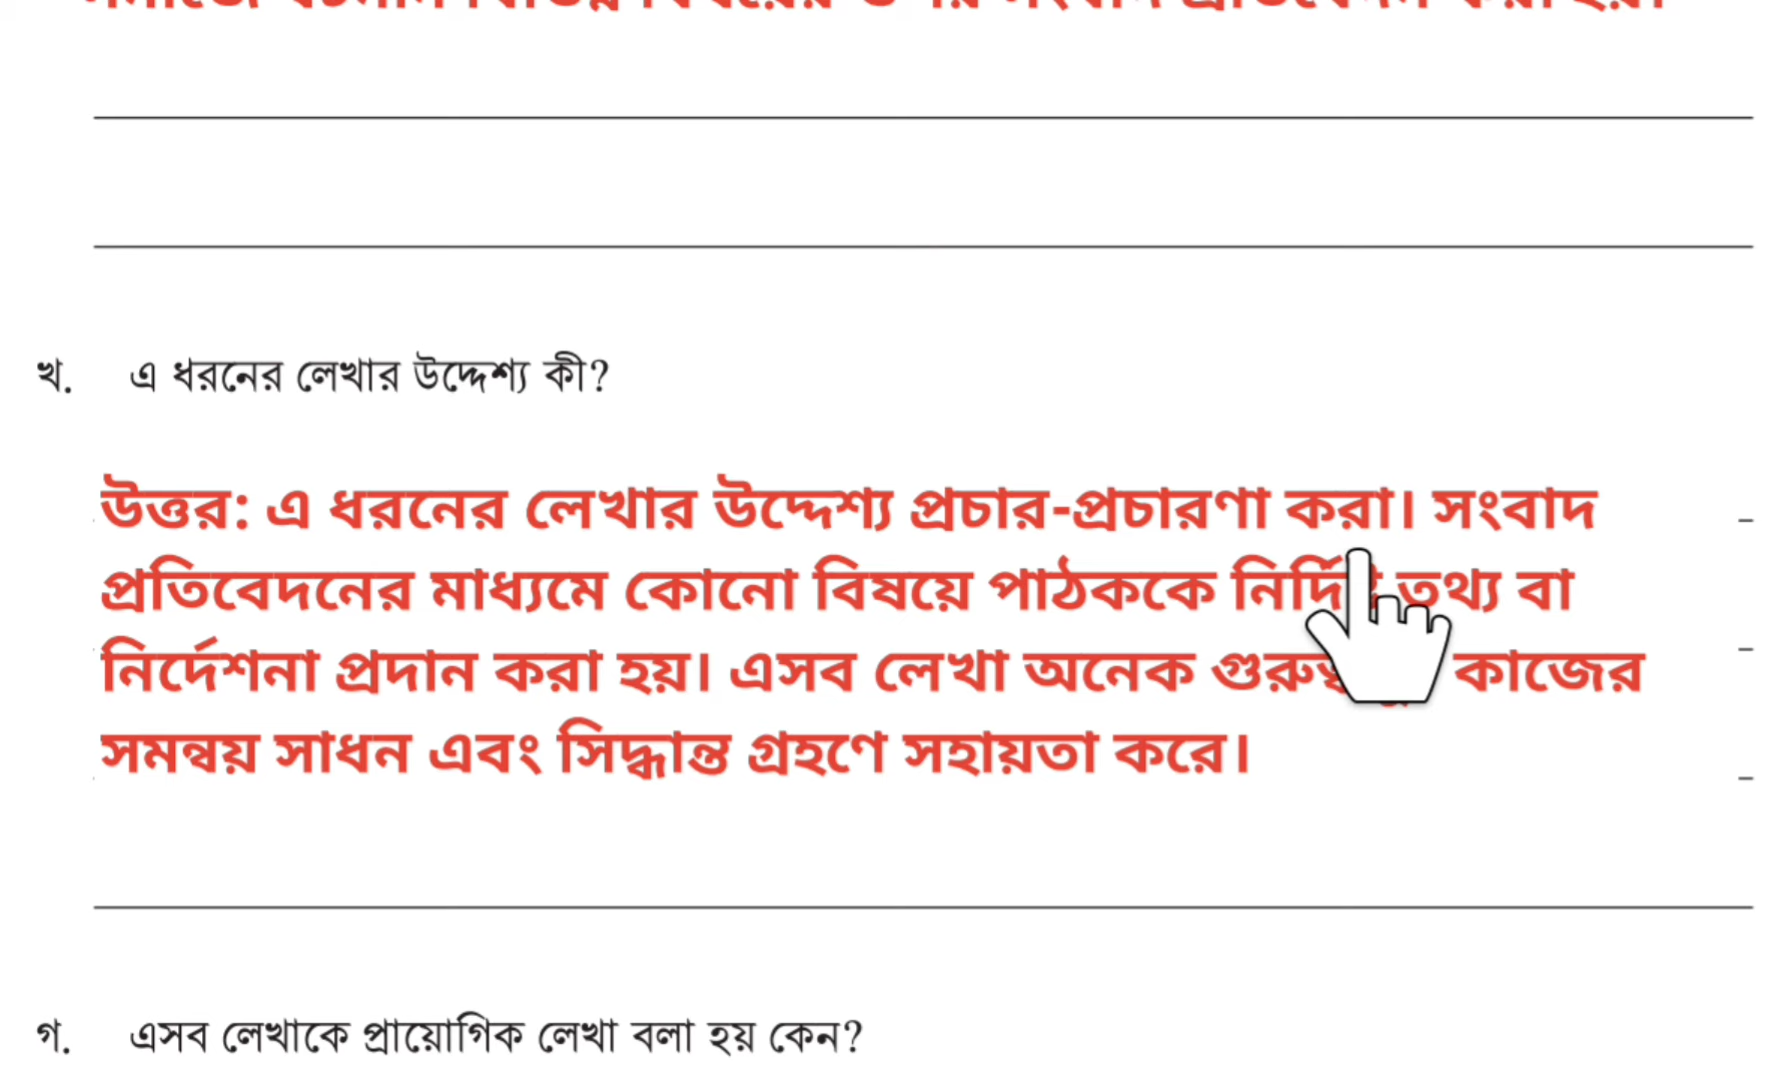 খ. এ ধরনের লেখার উদ্দেশ্য কী?
উত্তর: এ ধরনের লেখার উদ্দেশ্য প্রচার-প্রচারণা করা। সংবাদ
প্রতিবেদনের মাধ্যমে কোনো বিষয়ে পাঠককে তথ্য বা
নির্দেশনা প্রদান করা হয়। এসব লেখা অনেক কাজের
সমন্বয় সাধন এবং সিদ্ধান্ত গ্রহণে সহায়তা করে।
গ. এসব লেখাকে প্রায়োগিক লেখা বলা হয় কেন?